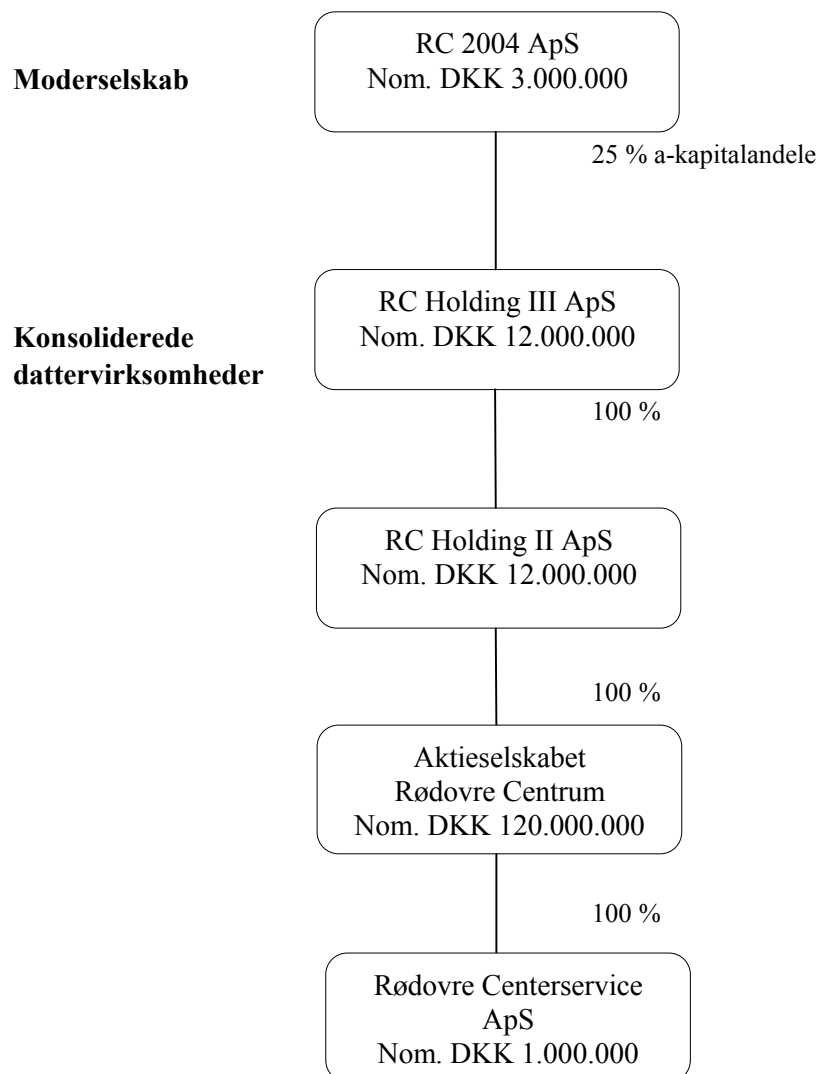 RC 2004 ApS
Moderselskab
Nom. DKK 3.000.000
25 % a-kapitalandele
RC Holding III ApS
Konsoliderede
Nom. DKK 12.000.000
dattervirksomheder
100 %
RC Holding II ApS
Nom. DKK 12.000.000
100 %
Aktieselskabet
Rødovre Centrum
Nom. DKK 120.000.000
100 %
Rødovre Centerservice
ApS
Nom. DKK 1.000.000